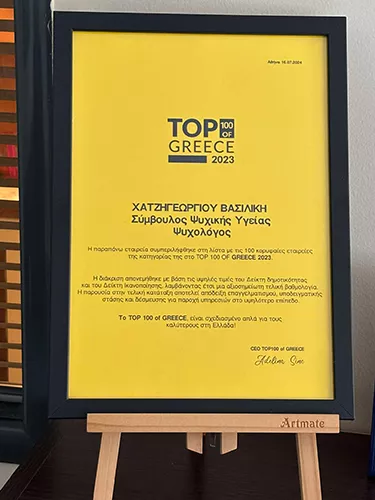 Αθήνα 16.07.2024
TOP 100 OF
GREECE
2023
ΧΑΤΖΗΓΕΩΡΓΙΟΥ ΒΑΣΙΛΙΚΗ
Σύμβουλος Ψυχικής Υγείας
Ψυχολόγος
Η παραπάνω εταιρεία συμπεριλήφθηκε στη λίστα με τις 100 κορυφαίες εταιρείες
της κατηγορίας της στο TOP 100 OF GREECE 2023.
Η διάκριση απονεμήθηκε με βάση τις υψηλές τιμές του Δείκτη δημοτικότητας
και του Δείκτη Ικανοποίησης, λαμβάνοντας έτσι μια αξιοσημείωτη τελική βαθμολογία.
Η παρουσία στην τελική κατάταξη αποτελεί απόδειξη επαγγελματισμού, υποδειγματικής
στάσης και δέσμευσης για παροχή υπηρεσιών στο υψηλότερο επίπεδο.
Το TOP 100 of GREECE, είναι σχεδιασμένο απλά για τους
καλύτερους στη Ελλάδα!
CEO TOP100 of GREECE
Artmate